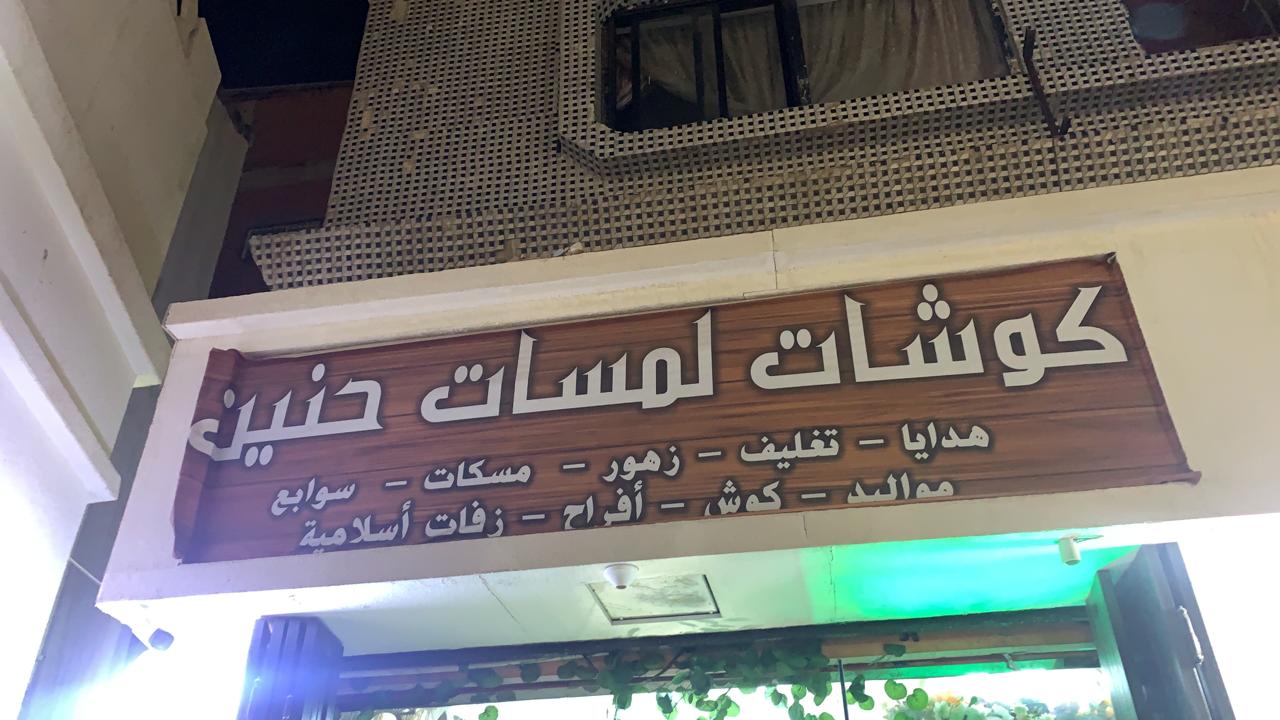 كوشات لمسات حنين
هدايا - تغليف - زهور - مسكات - سوابع
مواليد - كوش - أفراح - زفات أسلامية